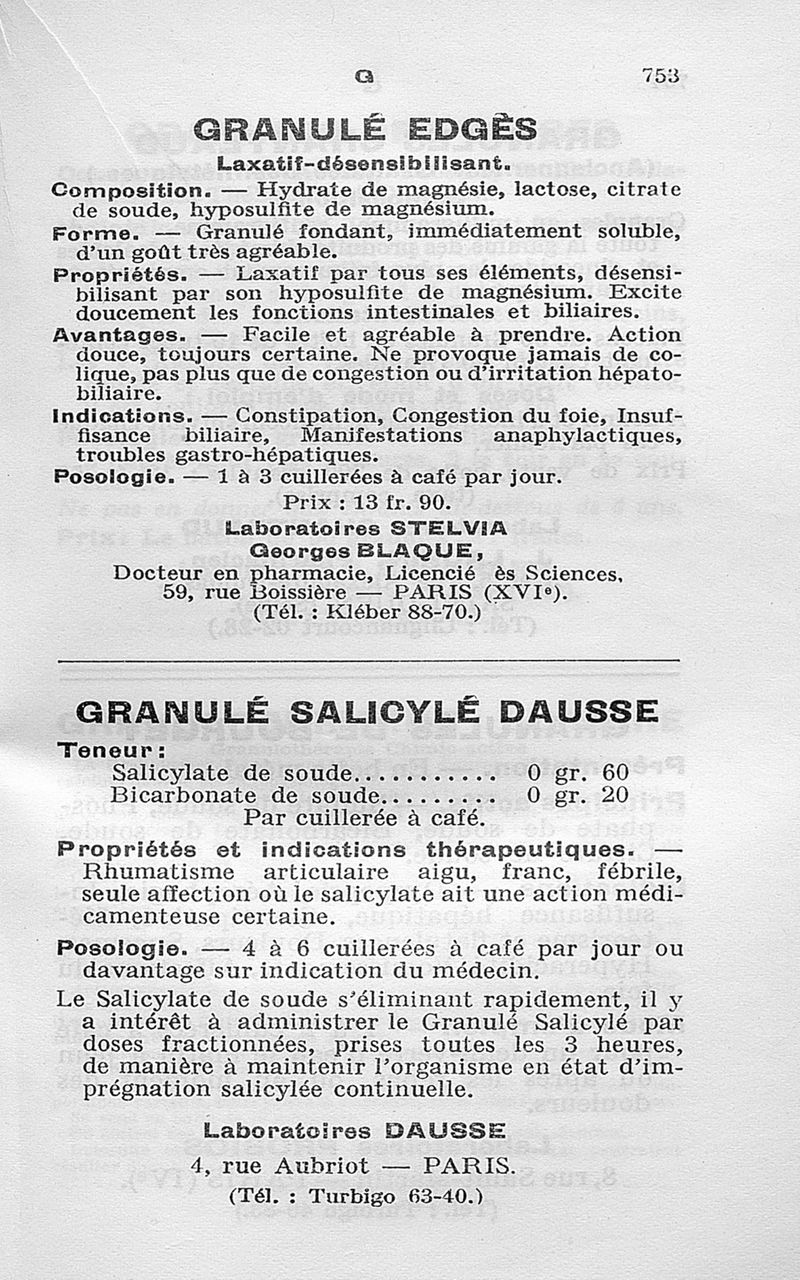 G 753
GRANULÉ EDGÈS
Laxatif-désensibilisant.
Composition. — Hydrate de magnésie, lactose, citrate
de soude, hyposulfite de magnésium.
Forme. — Granulé fondant, immédiatement soluble,
d'un goût très agréable.
Propriétés. — Laxatif par tous ses éléments, désensi-
bilisant par son hyposulfite de magnésium. Excite
doucement les fonctions intestinales et biliaires.
Avantages. — Facile et agréable à prendre. Action
douce, toujours certaine. Ne provoque jamais de co-
lique, pas plus que de congestion ou d'irritation hépato-
biliaire.
Indications. — Constipation, Congestion du foie, Insuf-
fisance biliaire, Manifestations anaphylactiques,
troubles gastro-hépatiques.
Posologie. — 1 à 3 cuillerées à café par jour.
Prix : 13 fr. 90.
Laboratoires STELVIA
Georges BLAQUE,
Docteur en pharmacie, Licencié ès Sciences,
59, rue Boissière — PARIS (XVIe).
(Tél. : Kléber 88-70.)
GRANULÉ SALICYLÉ DAUSSE
Teneur :
Salicylate de soude............ 0 gr. 60
Bicarbonate de soude.......... 0 gr. 20
Par cuillerée à café.
Propriétés et indications thérapeutiques. —
Rhumatisme articulaire aigu, franc, fébrile,
seule affection où le salicylate ait une action médi-
camenteuse certaine.
Posologie. — 4 à 6 cuillerées à café par jour ou
davantage sur indication du médecin.
Le Salicylate de soude s'éliminant rapidement, il y
a intérêt à administrer le Granulé Salicylé par
doses fractionnées, prises toutes les 3 heures,
de manière à maintenir l'organisme en état d'im-
prégnation salicylée continuelle.
Laboratoires DAUSSE
4, rue Aubriot — PARIS.
(Tél. : Turbigo 63-40.)